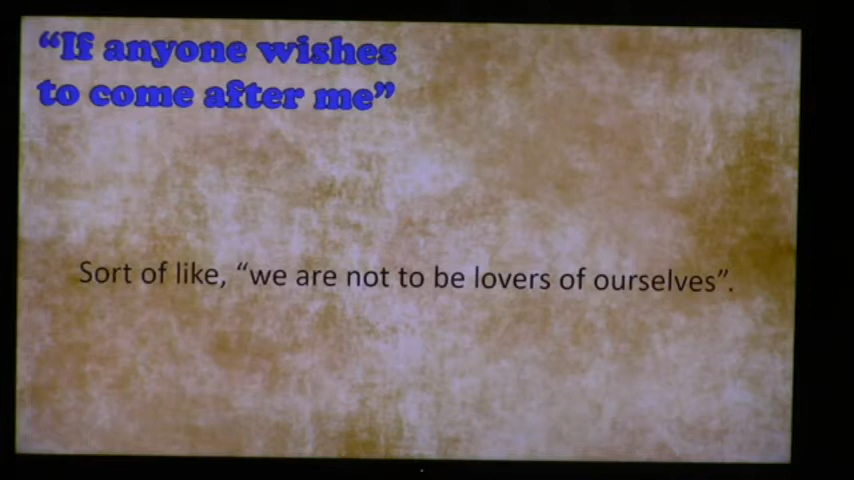 “If anyone wishes
to come after me”
Sort of like, “we are not to be lovers of ourselves”.